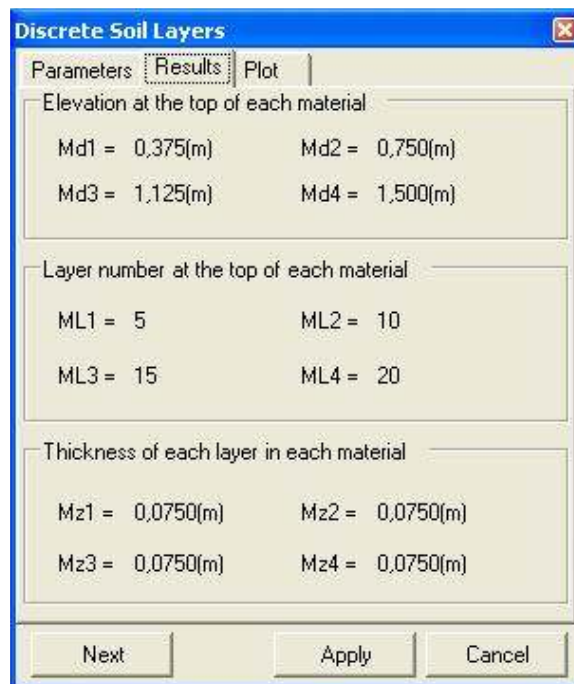 Discrete Soil Layers
Parameters Results Plot
Elevation at the top of each material
Md1 = 0,375(m) Md2 = 0,750(m)
Md3 = 1,125(m) Md4 = 1,500(m)
Layer number at the top of each material
ML1 = 5 ML2 = 10
ML3 = 15 ML4 = 20
Thickness of each layer in each material
Mz1 = 0,0750(m) Mz2 = 0,0750(m)
Mz3 = 0,0750(m) Mz4 = 0,0750(m)
Next Apply Cancel